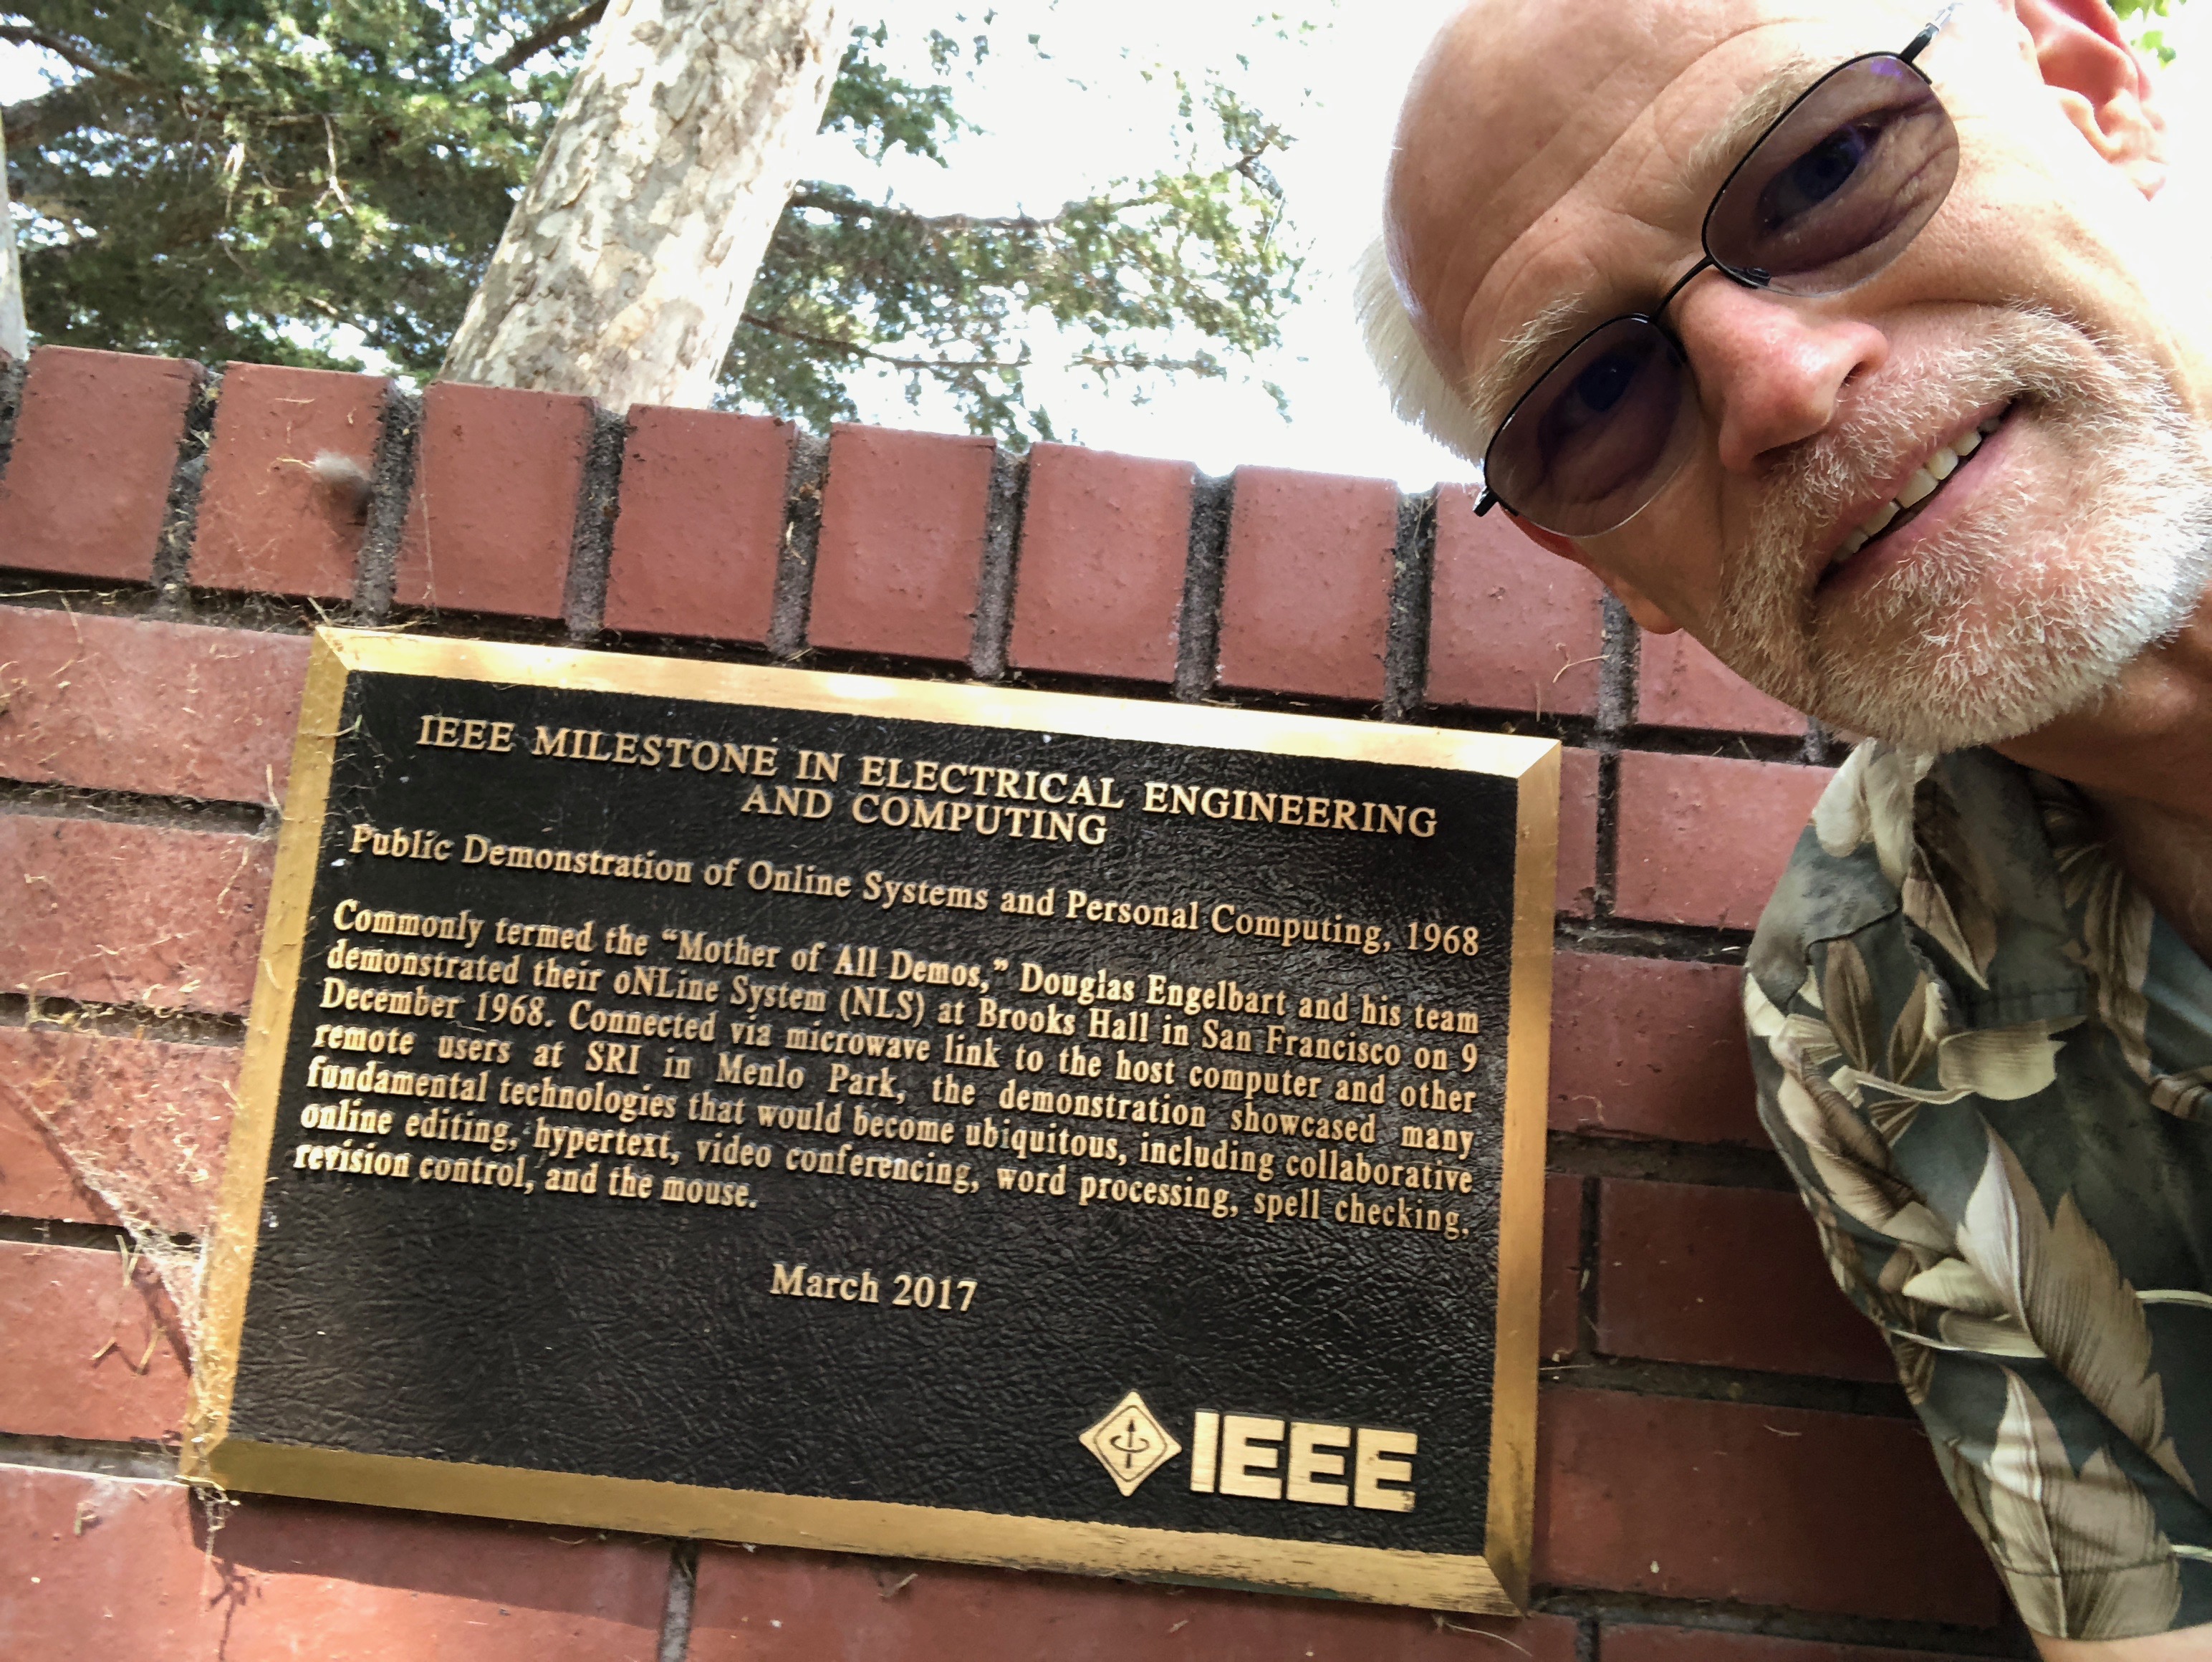 IEEE MILESTONE IN ELECTRICAL ENGINEERING
AND COMPUTING
Public Demonstration of Online Systems and Personal Computing, 1968
Commonly termed the “Mother of All Demos,” Douglas Engelbart and his team
demonstrated their oNLine System (NLS) at Brooks Hall in San Francisco on 9
December 1968. Connected via microwave link to the host computer and other
remote users at SRI in Menlo Park, the demonstration showcased many
fundamental technologies that would become ubiquitous, including collaborative
online editing, hypertext, video conferencing, word processing, spell checking,
revision control, and the mouse.
March 2017
IEEE